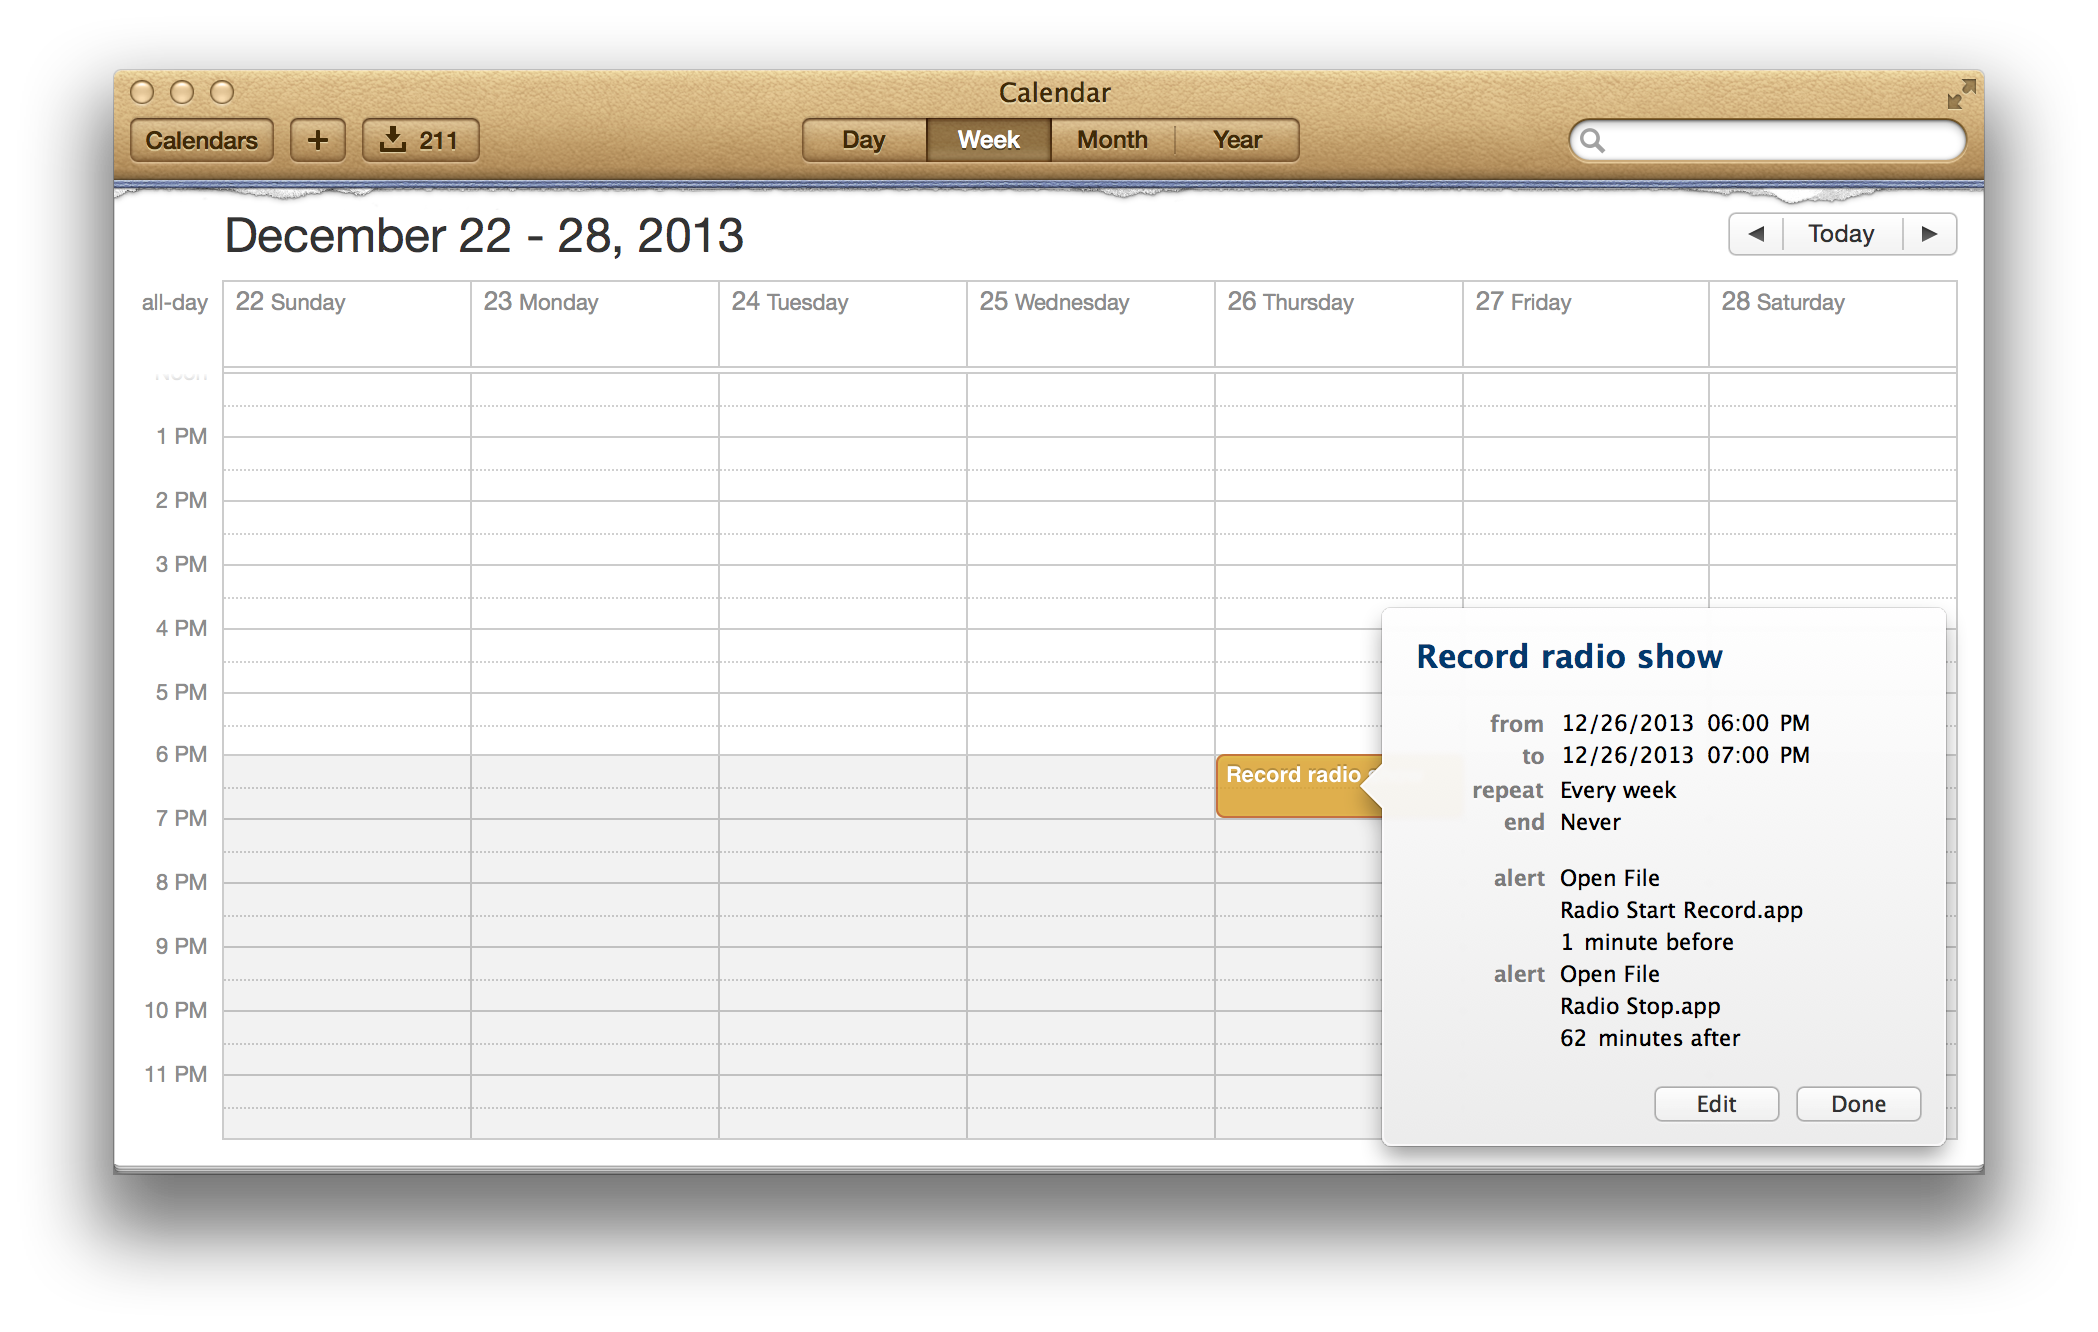 Calendar
Calendars + 211 Day Week Month Year
December 22 - 28, 2013 Today
all-day 22 Sunday 23 Monday 24 Tuesday 25 Wednesday 26 Thursday 27 Friday 28 Saturday
Noon
1 PM
2 PM
3 PM
4 PM
5 PM
6 PM
Record radio
7 PM
8 PM
9 PM
10 PM
11 PM
Record radio show
from 12/26/2013 06:00 PM
to 12/26/2013 07:00 PM
repeat Every week
end Never
alert Open File
Radio Start Record.app
1 minute before
alert Open File
Radio Stop.app
62 minutes after
Edit Done